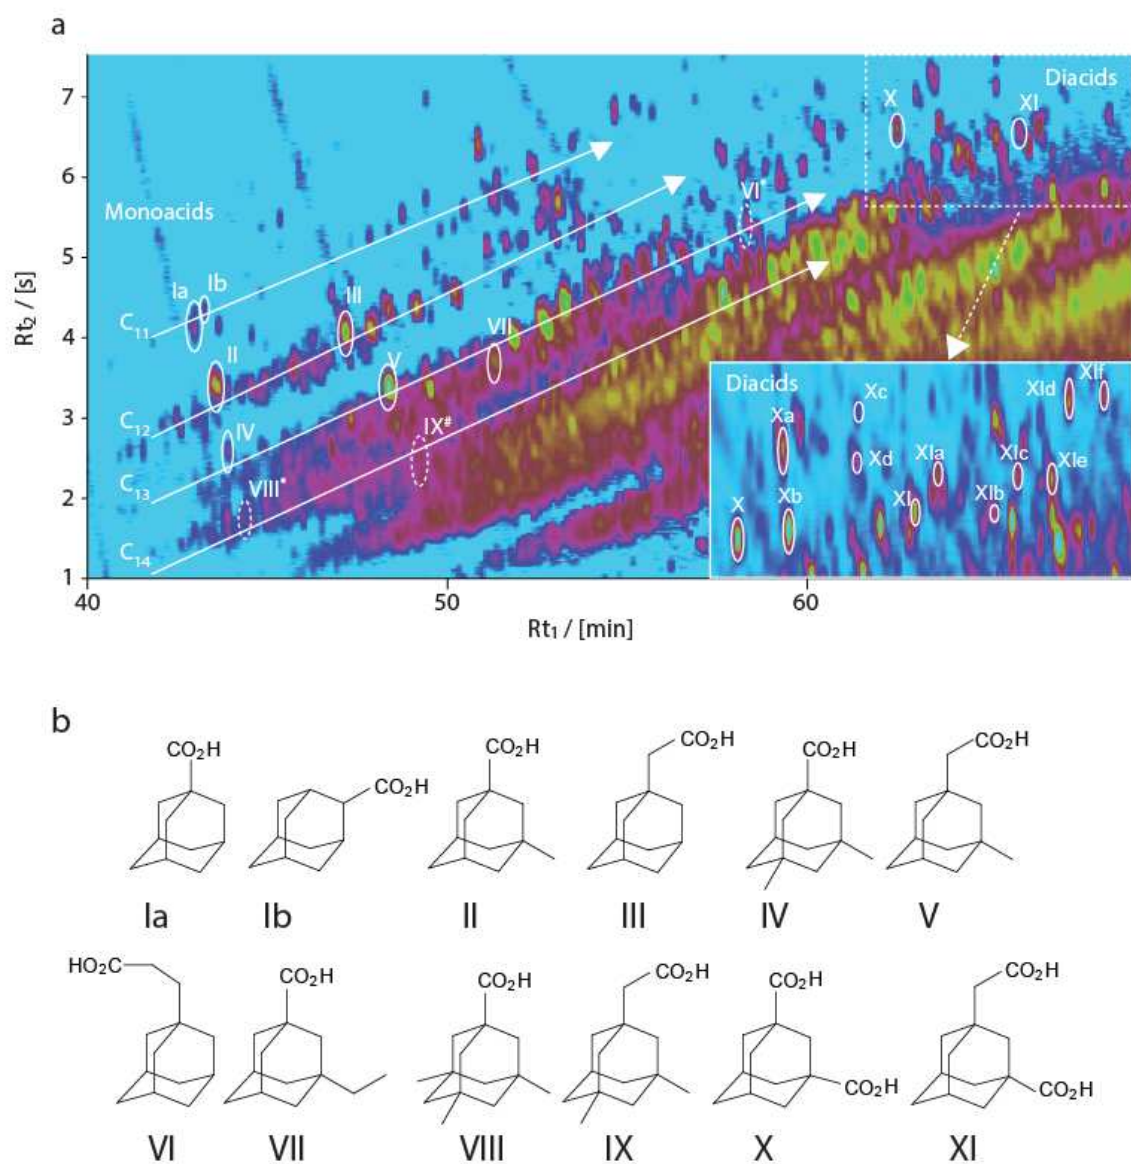 a
7
6
5
4
3
2
1
Rt₂ / [s]
40
50
60
Rt₁ / [min]
Monoacids
Diacids
X
XI
VI*
Ia
Ib
C₁₁
III
II
VII
V
C₁₂
IV
IX#
C₁₃
VIII*
C₁₄
Diacids
Xc
XId
XIf
Xa
Xd
XIa
XIc
XIe
X
Xb
XI
XIb
b
CO₂H
CO₂H
CO₂H
CO₂H
CO₂H
CO₂H
Ia
Ib
II
III
IV
V
HO₂C
CO₂H
CO₂H
CO₂H
CO₂H
CO₂H
CO₂H
CO₂H
VI
VII
VIII
IX
X
XI